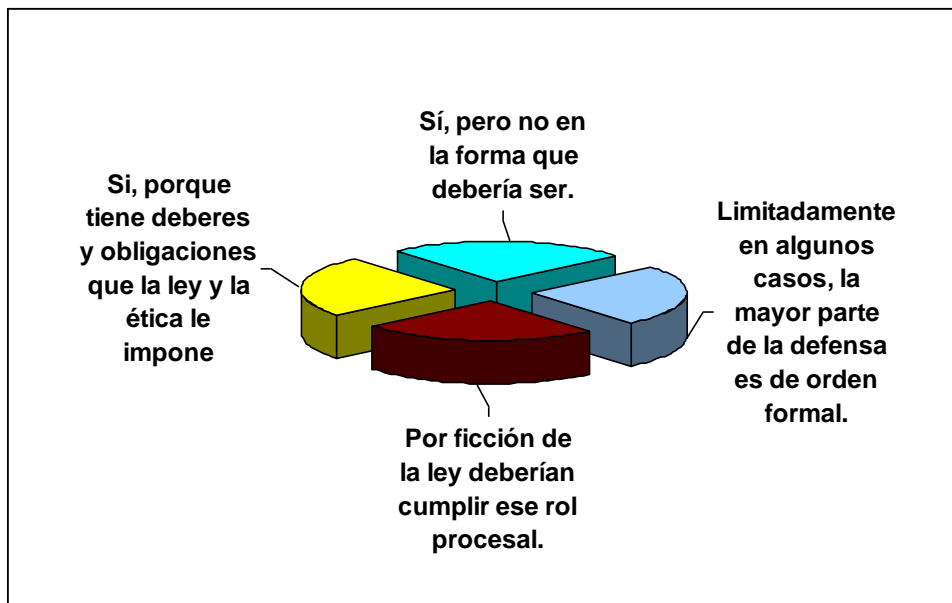 Sí, pero no en
la forma que
debería ser.
Si, porque
tiene deberes
y obligaciones
que la ley y la
ética le
impone
Limitadamente
en algunos
casos, la
mayor parte
de la defensa
es de orden
formal.
Por ficción de
la ley deberían
cumplir ese rol
procesal.